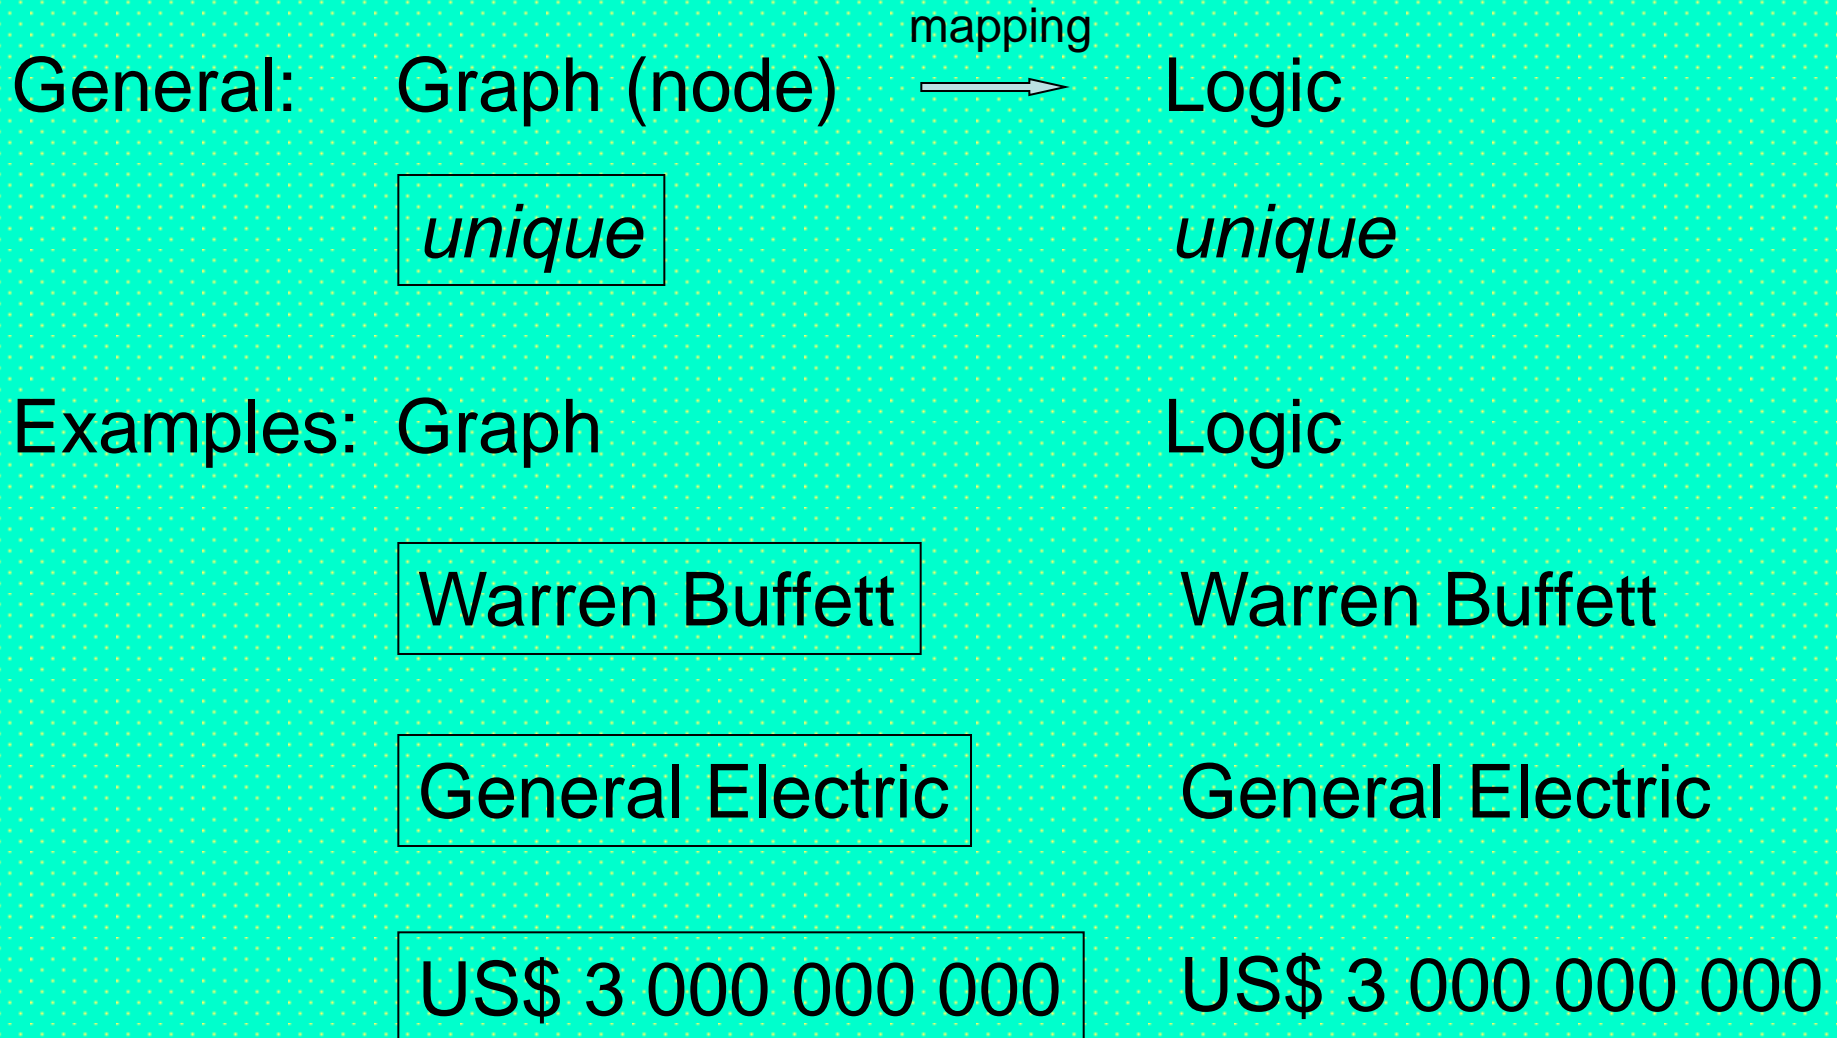 mapping
General: Graph (node) Logic
unique unique
Examples: Graph Logic
Warren Buffett Warren Buffett
General Electric General Electric
US$ 3 000 000 000 US$ 3 000 000 000